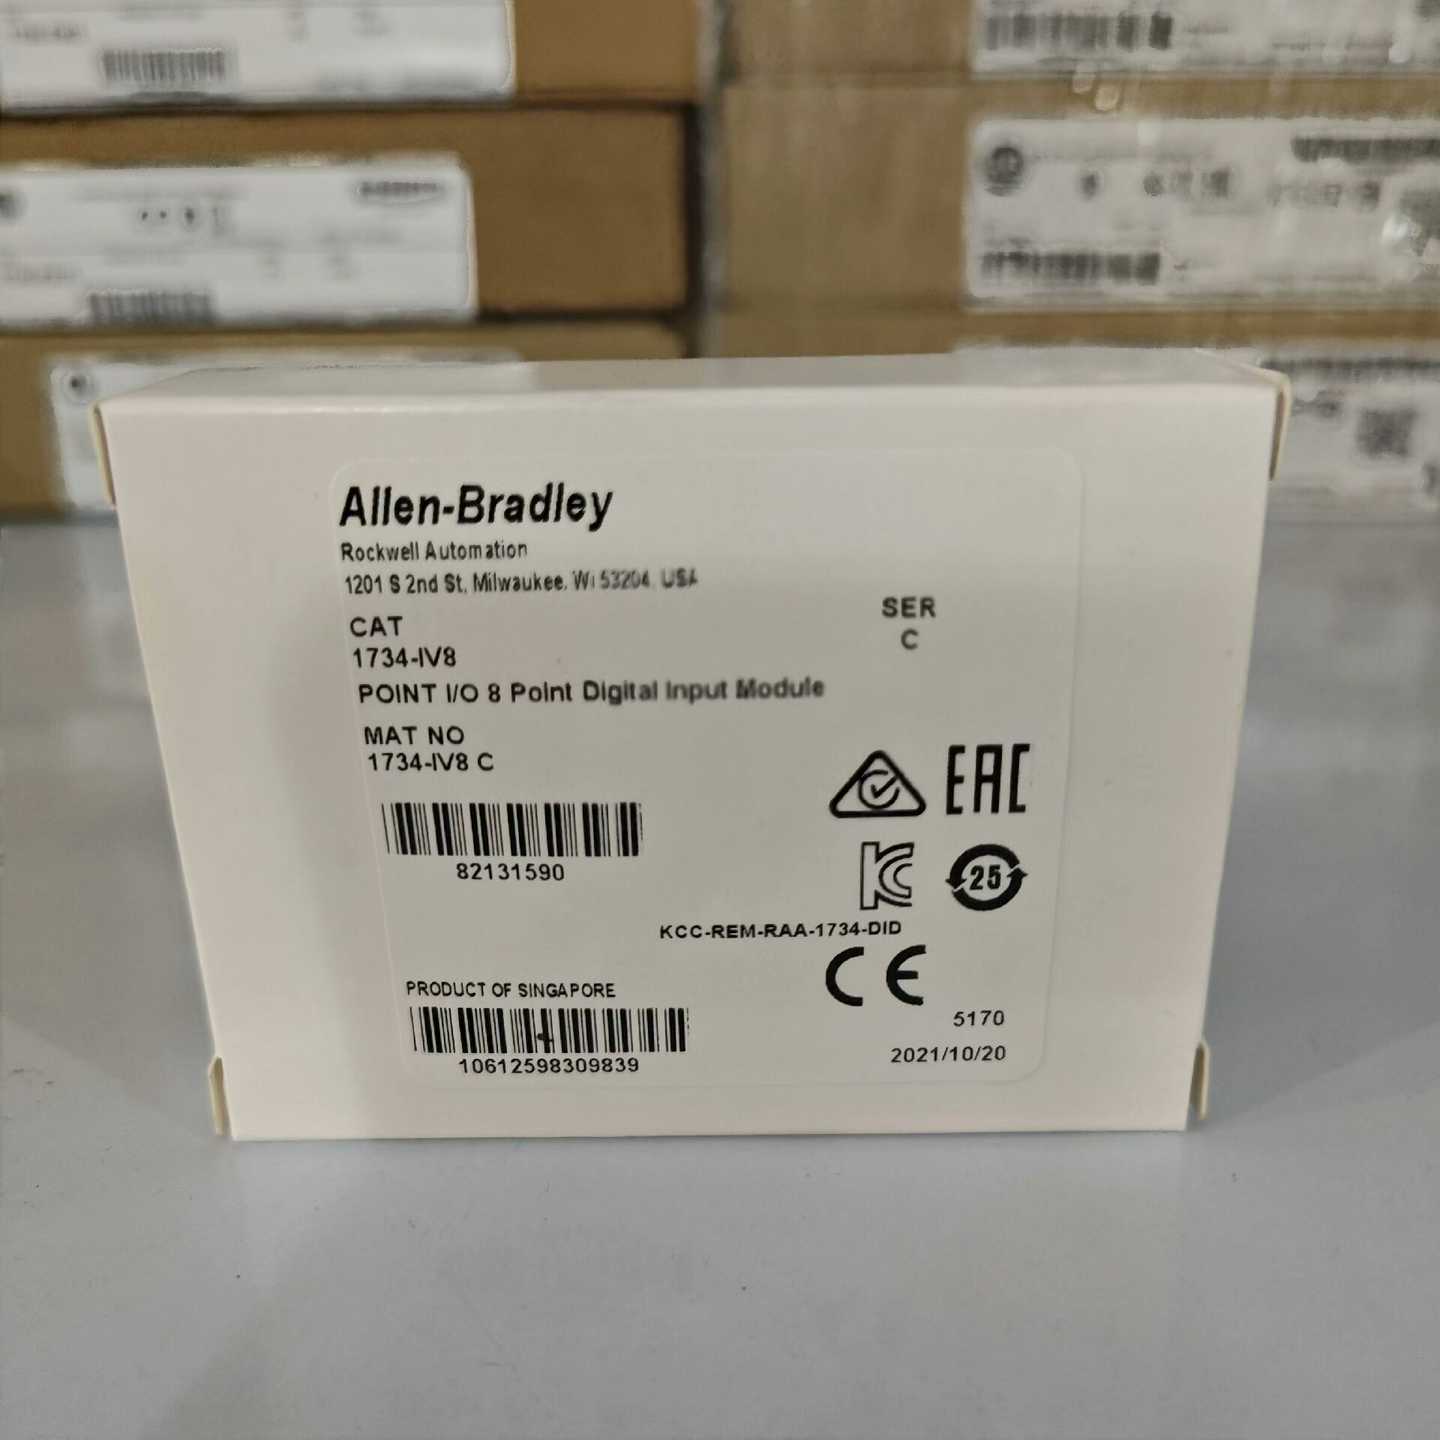 Allen-Bradley
Rockwell Automation
1201 S 2nd St, Milwaukee, Wi 53204, USA
SER
C
CAT
1734-IV8
POINT I/O 8 Point Digital Input Module
MAT NO
1734-IV8 C
EAC
82131590
KC
25
KCC-REM-RAA-1734-DID
CE
PRODUCT OF SINGAPORE
5170
10612598309839
2021/10/20